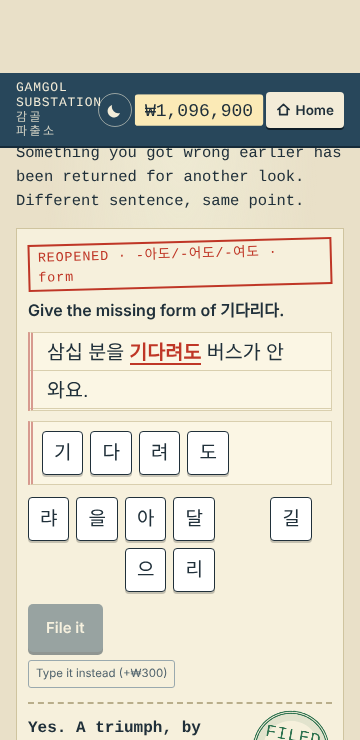 GAMGOL
SUBSTATION
감골
파출소
₩1,096,900
Home
Something you got wrong earlier has
been returned for another look.
Different sentence, same point.
REOPENED · -아도/-어도/-여도 ·
form
Give the missing form of 기다리다.
삼십 분을 기다려도 버스가 안
와요.
기 다 려 도
랴 을 아 달 길
으 리
File it
Type it instead (+₩300)
Yes. A triumph, by
FILED